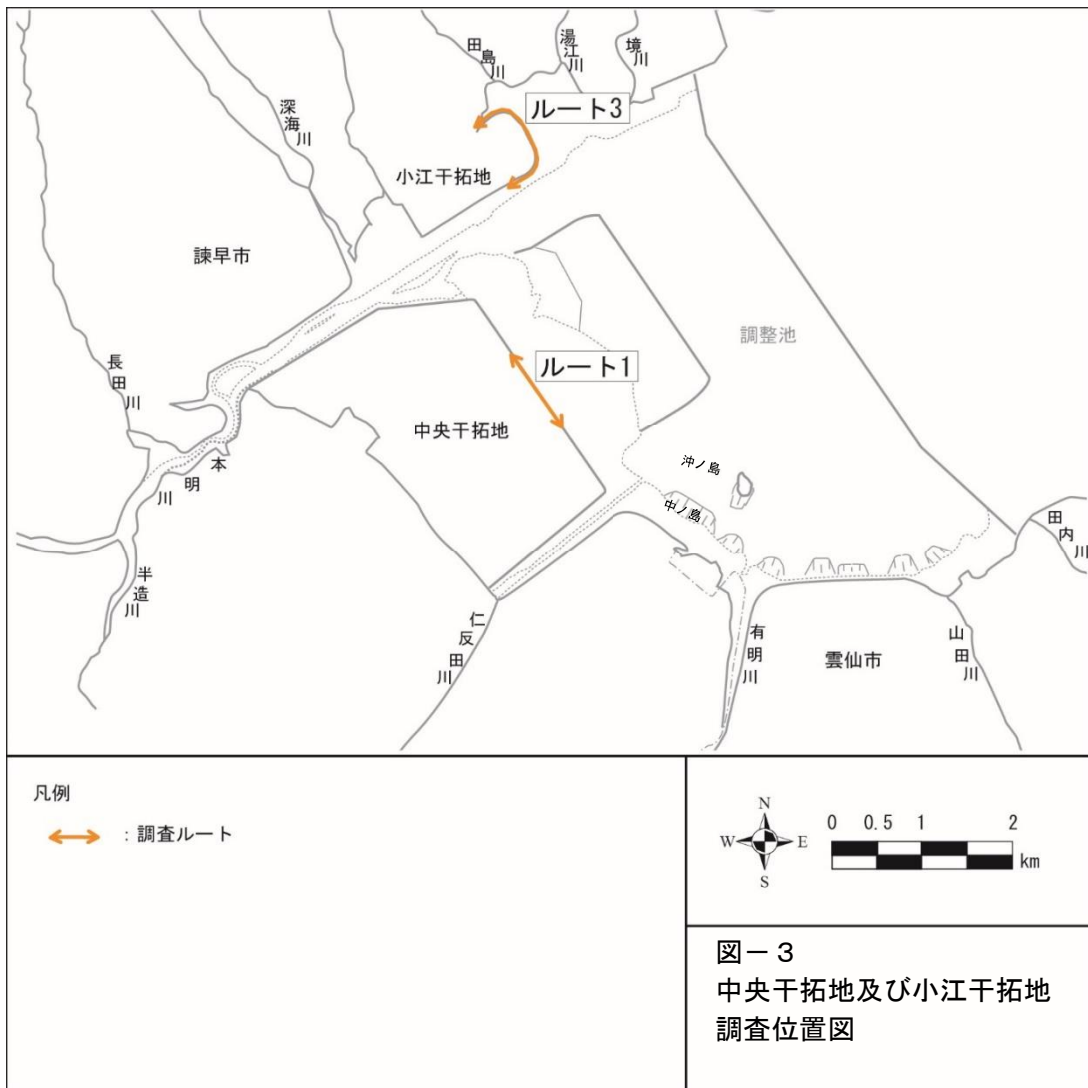 田島川
湯江川
境川
深海川
ルート3
小江干拓地
諫早市
調整池
長田川
ルート1
中央干拓地
本明川
沖ノ島
中ノ島
田内川
半造川
仁反田川
有明川
雲仙市
山田川
凡例
：調査ルート
N
W E
S
0 0.5 1 2
km
図－３
中央干拓地及び小江干拓地
調査位置図